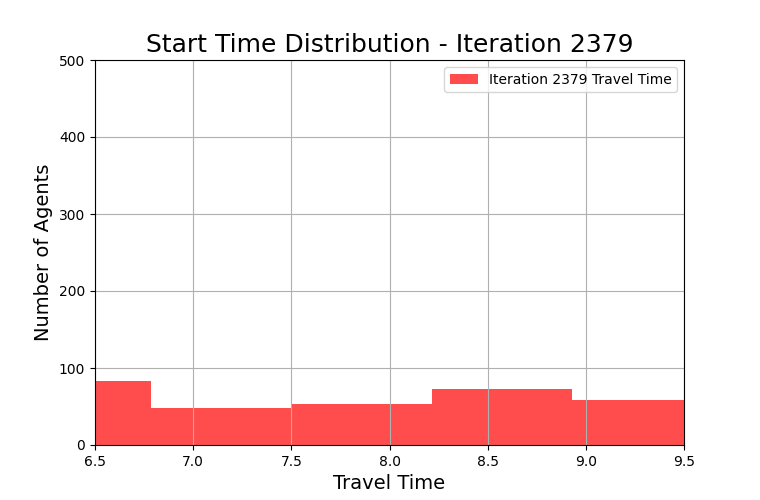 Start Time Distribution - Iteration 2379
Iteration 2379 Travel Time
Number of Agents
500
400
300
200
100
0
6.5 7.0 7.5 8.0 8.5 9.0 9.5
Travel Time